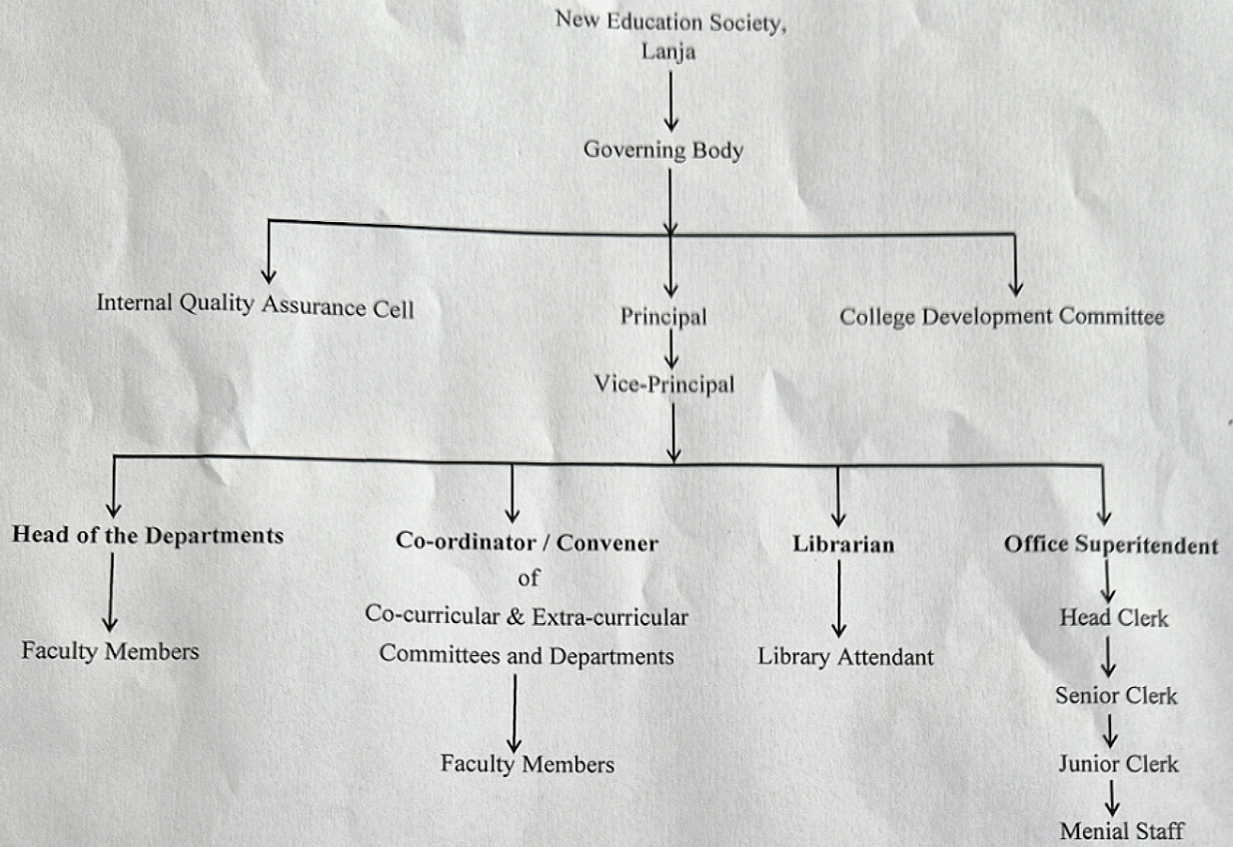 New Education Society,
Lanja
Governing Body
Internal Quality Assurance Cell
Principal
College Development Committee
Vice-Principal
Head of the Departments
Co-ordinator / Convener
Librarian
Office Superitendent
of
Co-curricular & Extra-curricular
Head Clerk
Faculty Members
Committees and Departments
Library Attendant
Senior Clerk
Faculty Members
Junior Clerk
Menial Staff